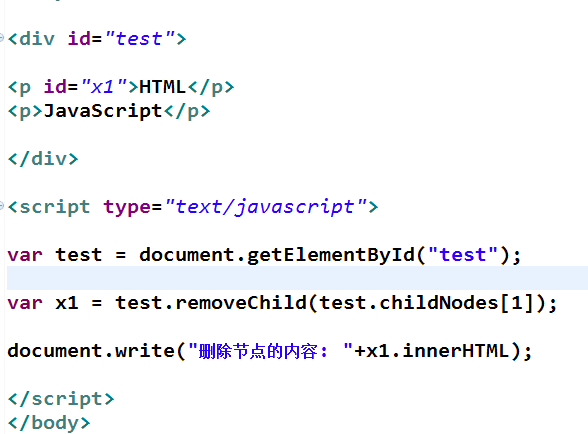 <div id="test">
<p id="x1">HTML</p>
<p>JavaScript</p>
</div>
<script type="text/javascript">
var test = document.getElementById("test");
var x1 = test.removeChild(test.childNodes[1]);
document.write("删除节点的内容: "+x1.innerHTML);
</script>
</body>